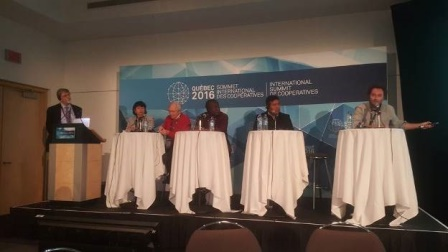 QUÉBEC
2016
SOMMET
INTERNATIONAL
DES COOPÉRATIVES
INTERNATIONAL
SUMMIT
OF COOPERATIVES